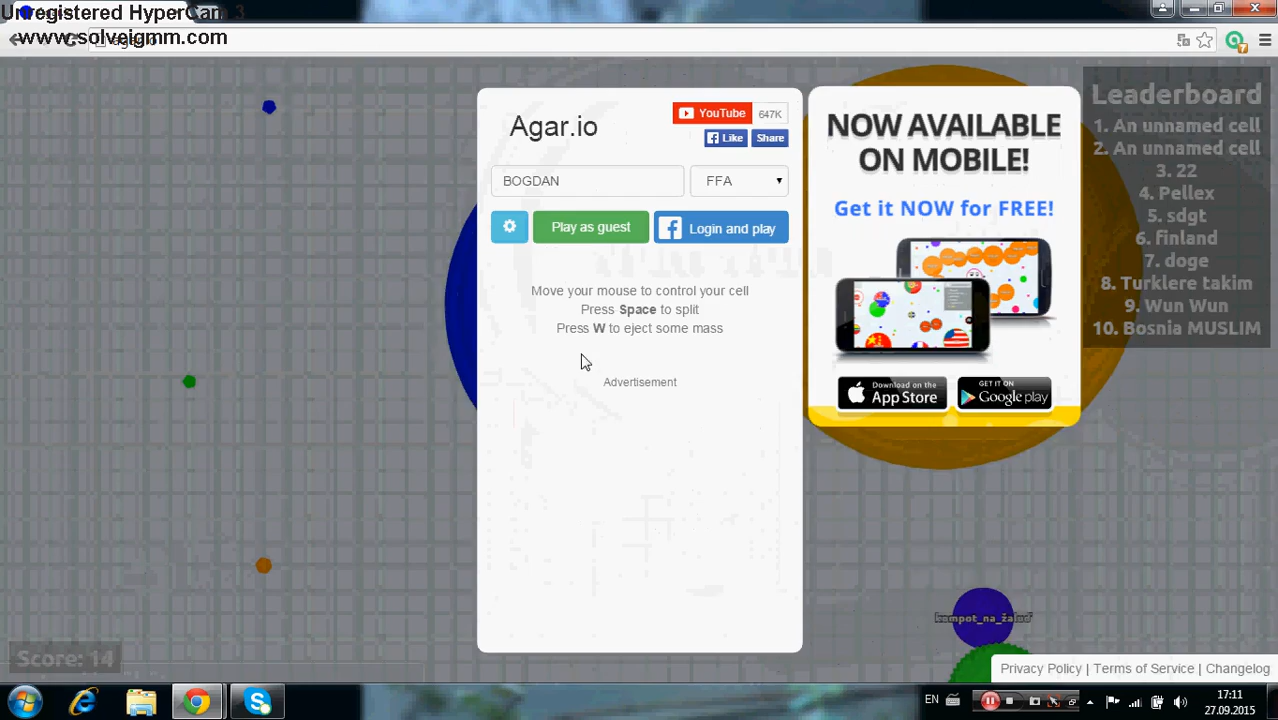 Unregistered HyperCam 3
www.solveigmm.com
Agar.io
YouTube 647K
Like Share
BOGDAN FFA
Play as guest Login and play
Move your mouse to control your cell
Press Space to split
Press W to eject some mass
Advertisement
NOW AVAILABLE
ON MOBILE!
Get it NOW for FREE!
Download on the
App Store
GET IT ON
Google play
Leaderboard
1. An unnamed cell
2. An unnamed cell
3. 22
4. Pellex
5. sdgt
6. finland
7. doge
8. Turklere takim
9. Wun Wun
10. Bosnia MUSLIM
kampot_na_žalud
Score: 14
Privacy Policy | Terms of Service | Changelog
EN
17:11
27.09.2015